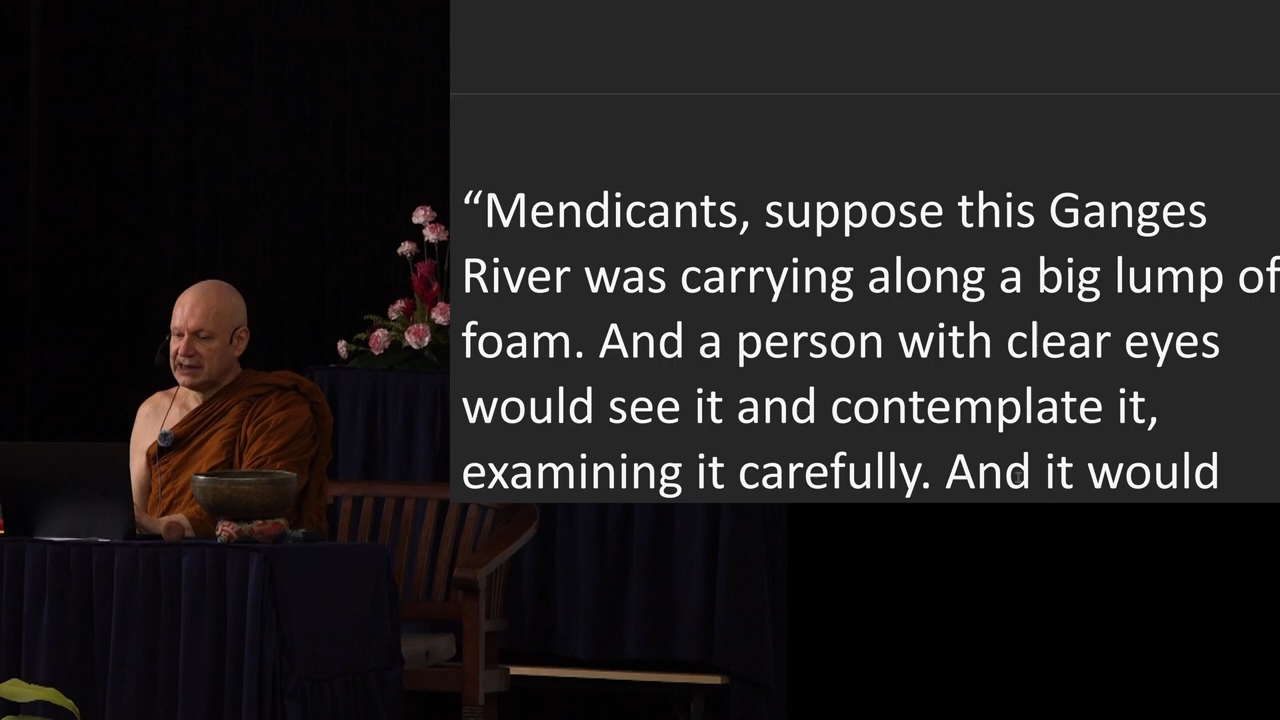 “Mendicants, suppose this Ganges
River was carrying along a big lump of
foam. And a person with clear eyes
would see it and contemplate it,
examining it carefully. And it would